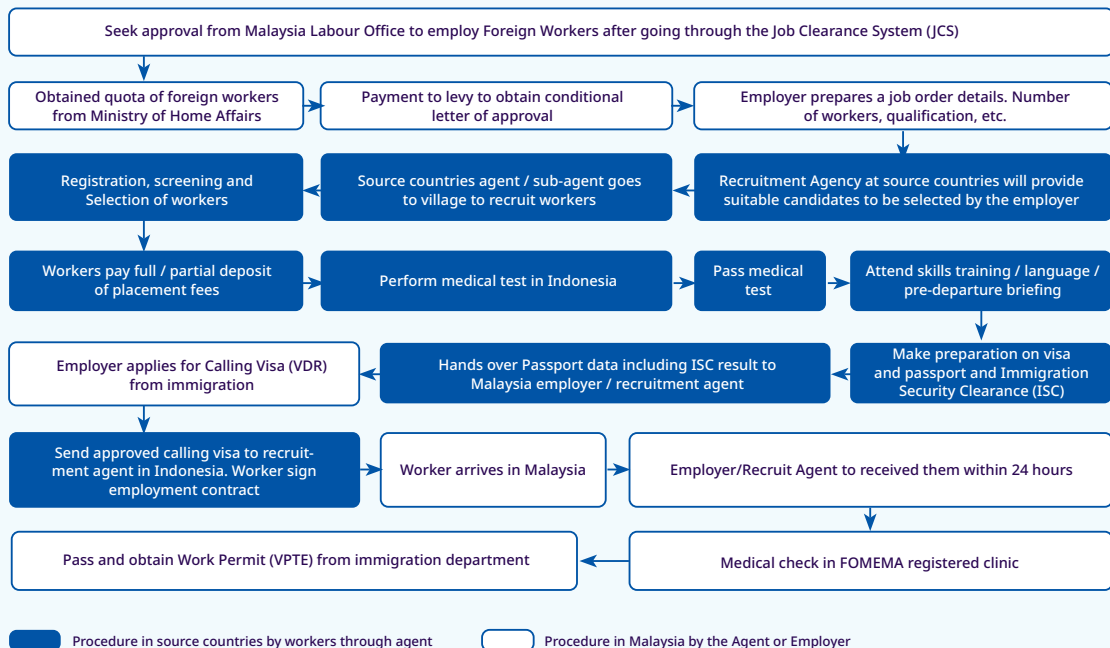 Seek approval from Malaysia Labour Office to employ Foreign Workers after going through the Job Clearance System (JCS)
Obtained quota of foreign workers
from Ministry of Home Affairs
Payment to levy to obtain conditional
letter of approval
Employer prepares a job order details. Number
of workers, qualification, etc.
Recruitment Agency at source countries will provide
suitable candidates to be selected by the employer
Source countries agent / sub-agent goes
to village to recruit workers
Registration, screening and
Selection of workers
Workers pay full / partial deposit
of placement fees
Perform medical test in Indonesia
Pass medical
test
Attend skills training / language /
pre-departure briefing
Make preparation on visa
and passport and Immigration
Security Clearance (ISC)
Hands over Passport data including ISC result to
Malaysia employer / recruitment agent
Employer applies for Calling Visa (VDR)
from immigration
Send approved calling visa to recruit-
ment agent in Indonesia. Worker sign
employment contract
Worker arrives in Malaysia
Employer/Recruit Agent to received them within 24 hours
Medical check in FOMEMA registered clinic
Pass and obtain Work Permit (VPTE) from immigration department
Procedure in source countries by workers through agent
Procedure in Malaysia by the Agent or Employer